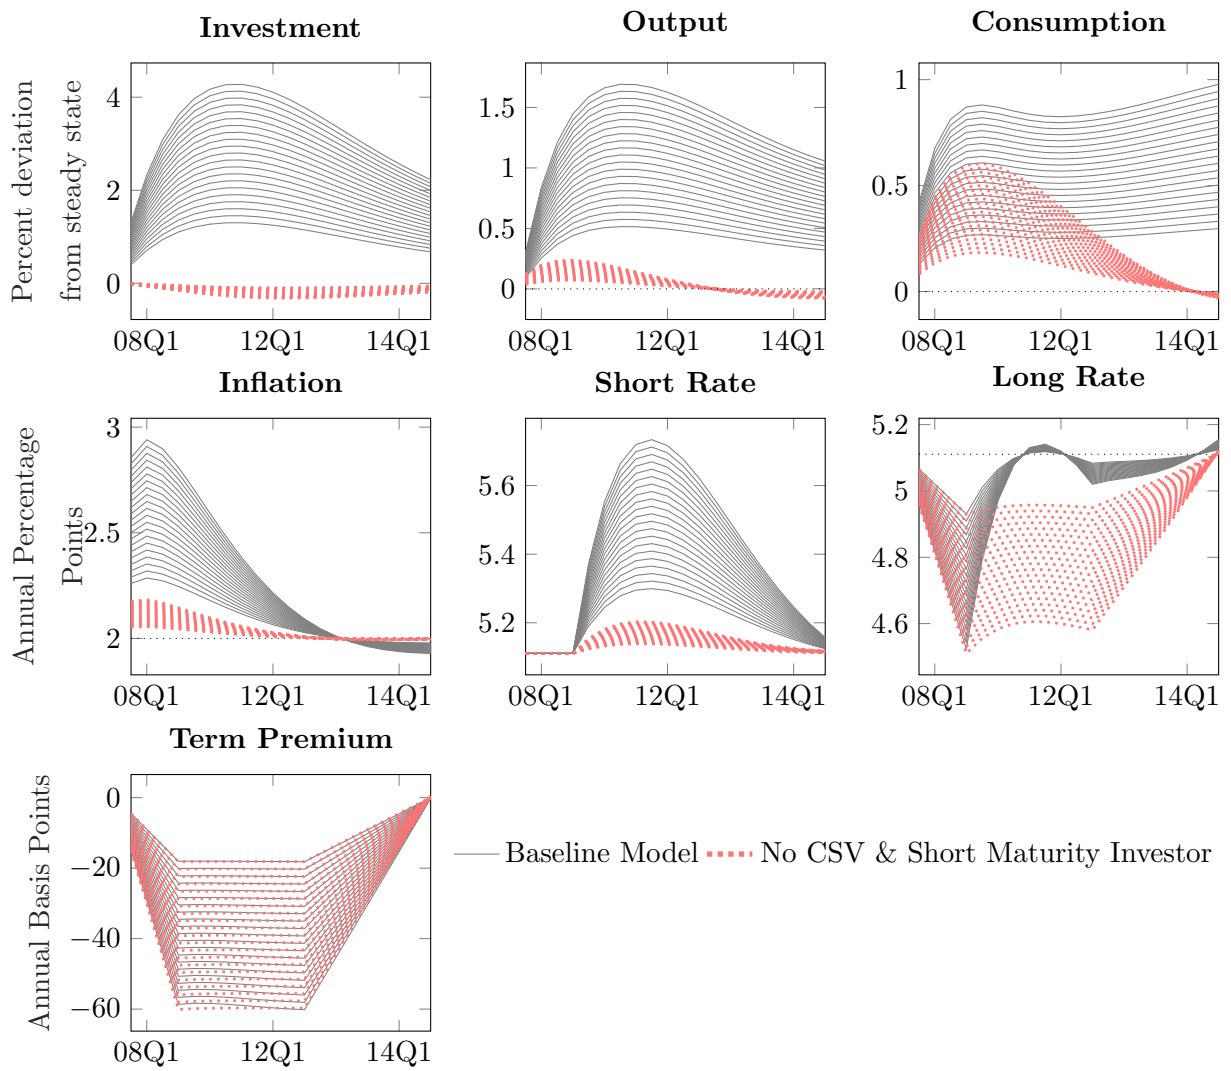 Investment
Output
Consumption
Percent deviation
from steady state
4
2
0
08Q1
12Q1
14Q1
1.5
1
0.5
0
08Q1
12Q1
14Q1
1
0.5
0
08Q1
12Q1
14Q1
Inflation
Short Rate
Long Rate
Annual Percentage
Points
3
2.5
2
08Q1
12Q1
14Q1
5.6
5.4
5.2
08Q1
12Q1
14Q1
5.2
5
4.8
4.6
08Q1
12Q1
14Q1
Term Premium
Annual Basis Points
0
−20
−40
−60
08Q1
12Q1
14Q1
Baseline Model
No CSV & Short Maturity Investor